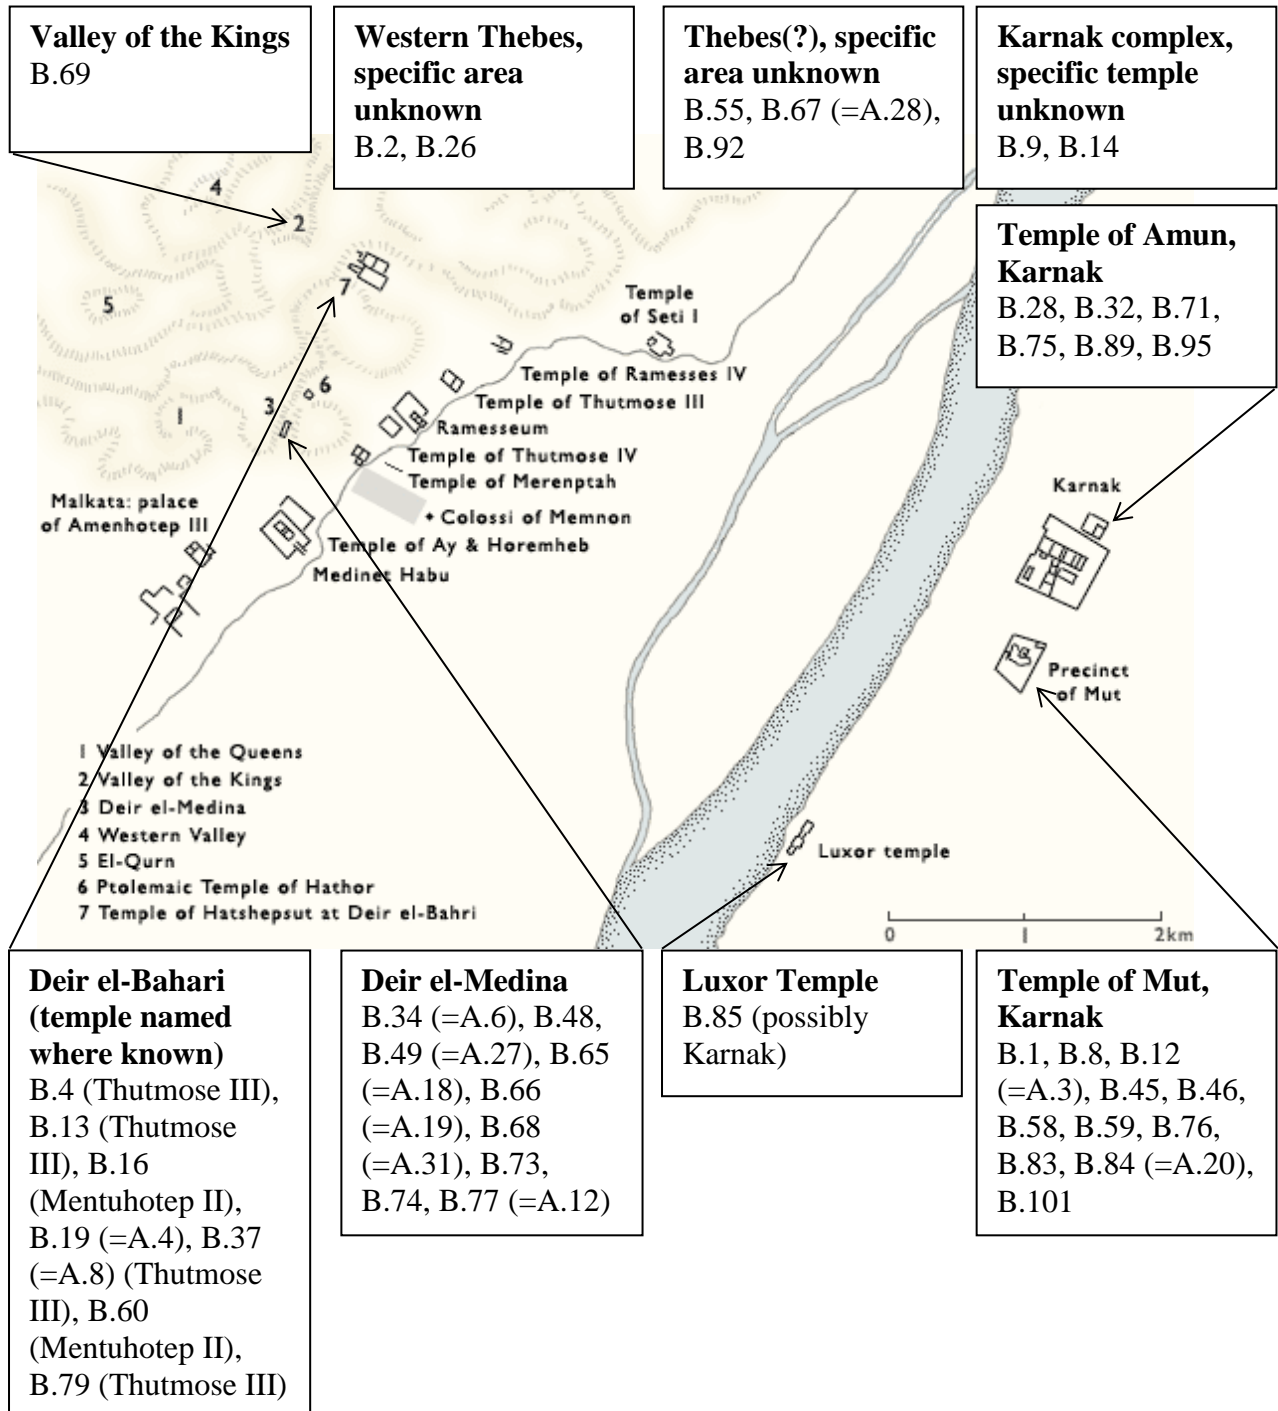 Valley of the Kings
B.69
Western Thebes,
specific area
unknown
B.2, B.26
Thebes(?), specific
area unknown
B.55, B.67 (=A.28),
B.92
Karnak complex,
specific temple
unknown
B.9, B.14
Temple of Amun,
Karnak
B.28, B.32, B.71,
B.75, B.89, B.95
4
2
7
5
Temple
of Seti I
Temple of Ramesses IV
6
3
1
Temple of Thutmose III
Ramesseum
Temple of Thutmose IV
Temple of Merenptah
Karnak
Malkata: palace
of Amenhotep III
Colossi of Memnon
Temple of Ay & Horemheb
Medinet Habu
Precinct
of Mut
1 Valley of the Queens
2 Valley of the Kings
3 Deir el-Medina
4 Western Valley
5 El-Qurn
6 Ptolemaic Temple of Hathor
7 Temple of Hatshepsut at Deir el-Bahri
Luxor temple
0 1 2km
Deir el-Bahari
(temple named
where known)
B.4 (Thutmose III),
B.13 (Thutmose
III), B.16
(Mentuhotep II),
B.19 (=A.4), B.37
(=A.8) (Thutmose
III), B.60
(Mentuhotep II),
B.79 (Thutmose III)
Deir el-Medina
B.34 (=A.6), B.48,
B.49 (=A.27), B.65
(=A.18), B.66
(=A.19), B.68
(=A.31), B.73,
B.74, B.77 (=A.12)
Luxor Temple
B.85 (possibly
Karnak)
Temple of Mut,
Karnak
B.1, B.8, B.12
(=A.3), B.45, B.46,
B.58, B.59, B.76,
B.83, B.84 (=A.20),
B.101